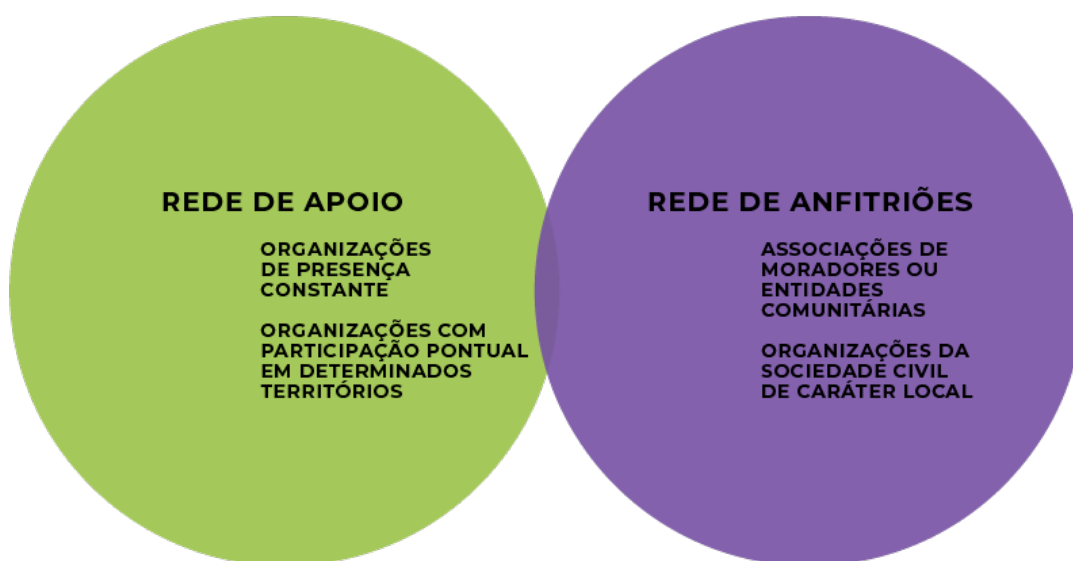 REDE DE APOIO
ORGANIZAÇÕES
DE PRESENÇA
CONSTANTE
ORGANIZAÇÕES COM
PARTICIPAÇÃO PONTUAL
EM DETERMINADOS
TERRITÓRIOS
REDE DE ANFITRIÕES
ASSOCIAÇÕES DE
MORADORES OU
ENTIDADES
COMUNITÁRIAS
ORGANIZAÇÕES DA
SOCIEDADE CIVIL
DE CARÁTER LOCAL